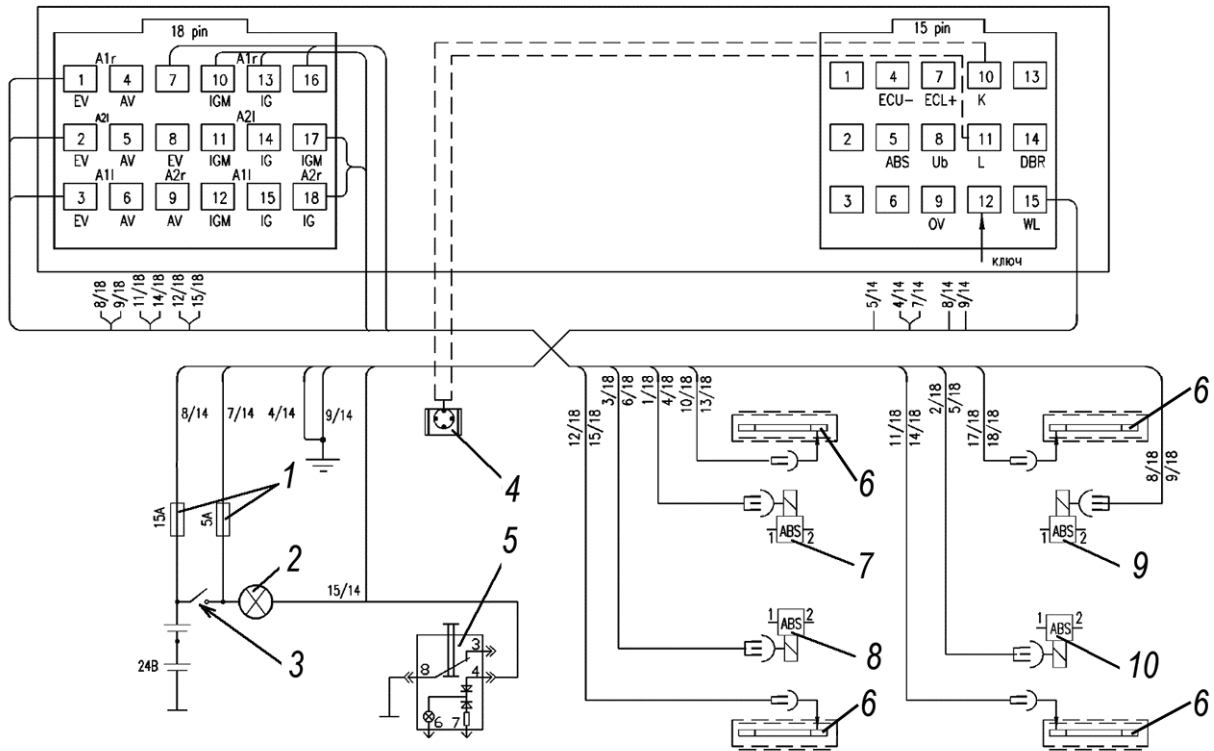 18 pin
15 pin
A1r A1r
1 4 7 10 13 16
EV AV IGM IG
A2l A2l
2 5 8 11 14 17
EV AV EV IGM IG IGM
A1l A2r A1l A2r
3 6 9 12 15 18
EV AV AV IGM IG IG
1 4 7 10 13
ECU- ECL+ K
2 5 8 11 14
ABS Ub L DBR
3 6 9 12 15
OV WL
ключ
8/18 9/18 11/18 14/18 12/18 15/18
5/14 4/14 7/14 8/14 9/14
8/14 7/14 4/14 9/14
12/18 15/18 3/18 6/18 1/18 4/18 10/18 13/18
11/14 14/18 2/18 5/18 17/18 18/18
8/18 9/18
6
6
4
1
15A 5A
5
ABS
1 2
7
ABS
1 2
9
2
15/14
3
24В
3
8 4
6 7
1 2
ABS
8
1 2
ABS
10
6
6